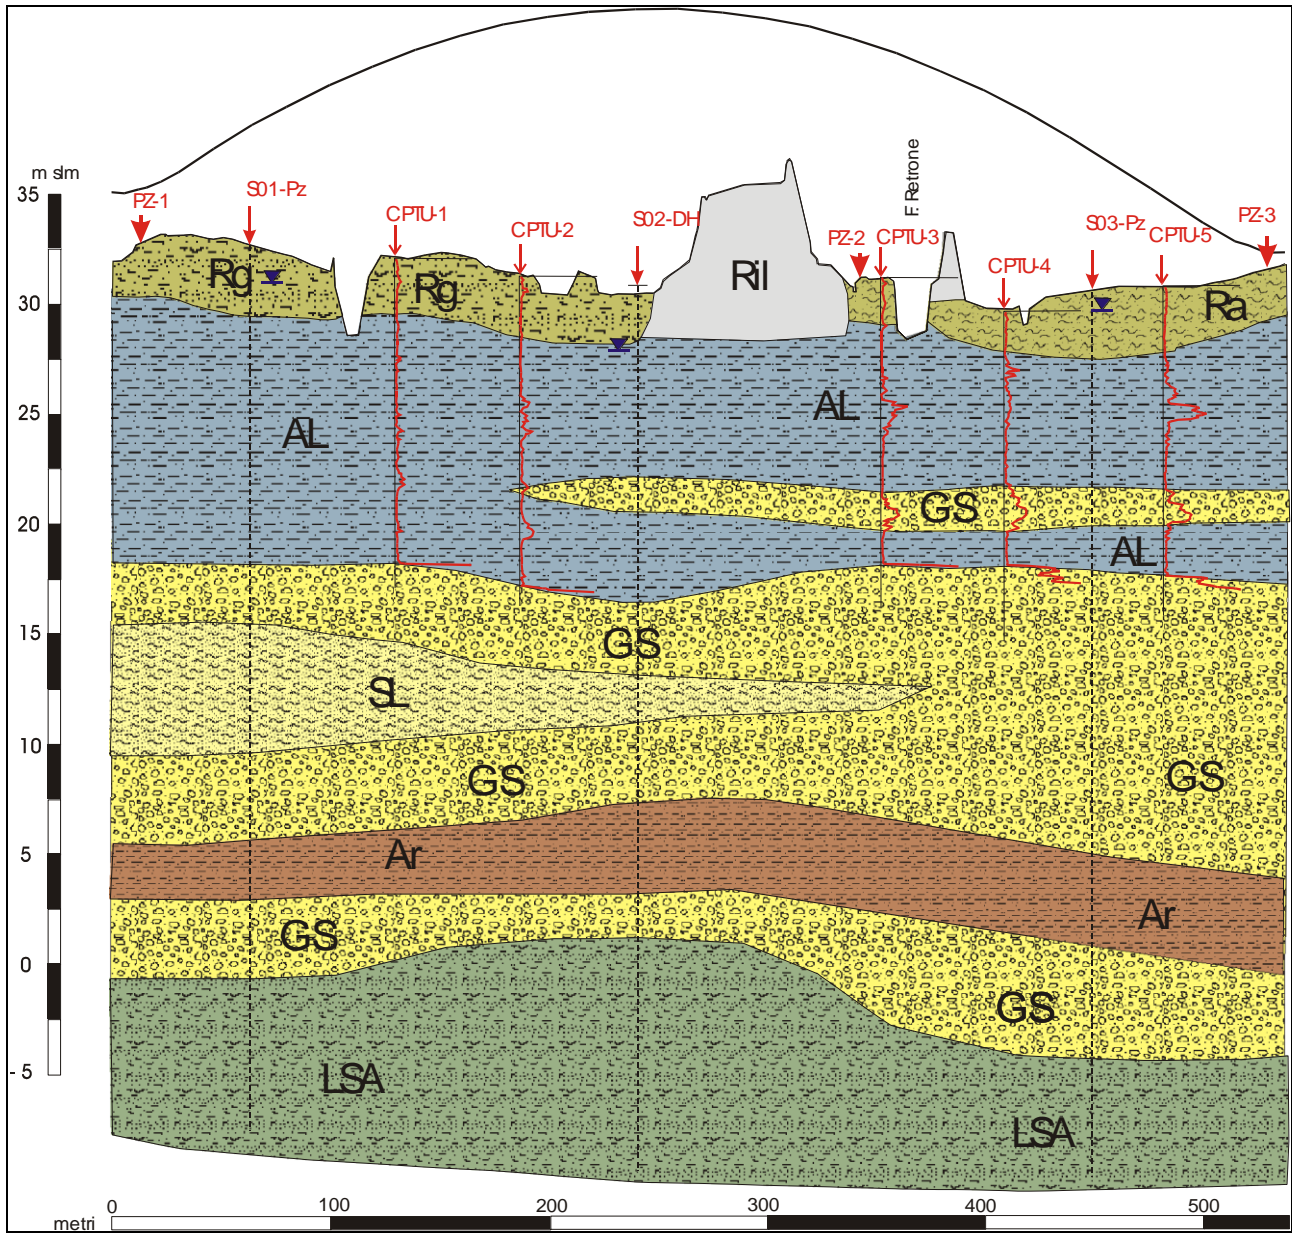 F. Retrone
m slm
35
PZ-1
S01-Pz
CPTU-1
CPTU-2
S02-DH
PZ-2
CPTU-3
CPTU-4
S03-Pz
CPTU-5
PZ-3
Rg
Rg
Ril
Ra
30
AL
AL
25
GS
20
AL
15
GS
SL
10
GS
GS
5
Ar
Ar
GS
0
GS
- 5
LSA
LSA
0 100 200 300 400 500
metri